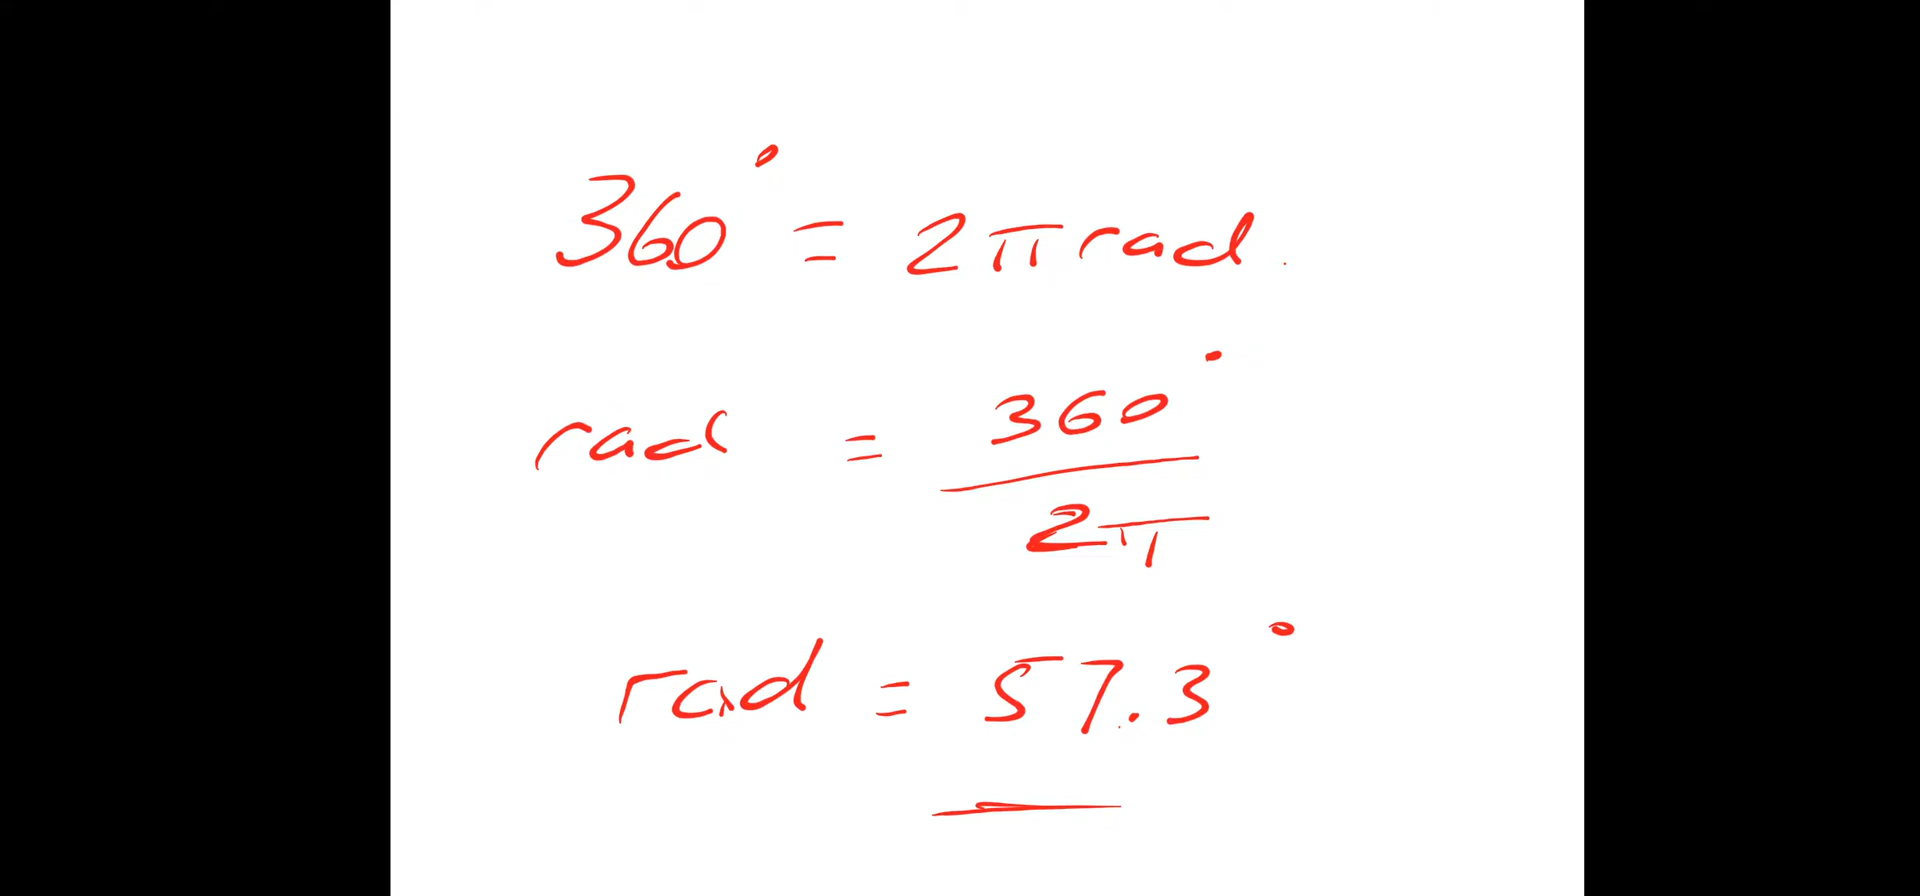 360° = 2π rad.
rad = 360°
2π
rad = 57.3°